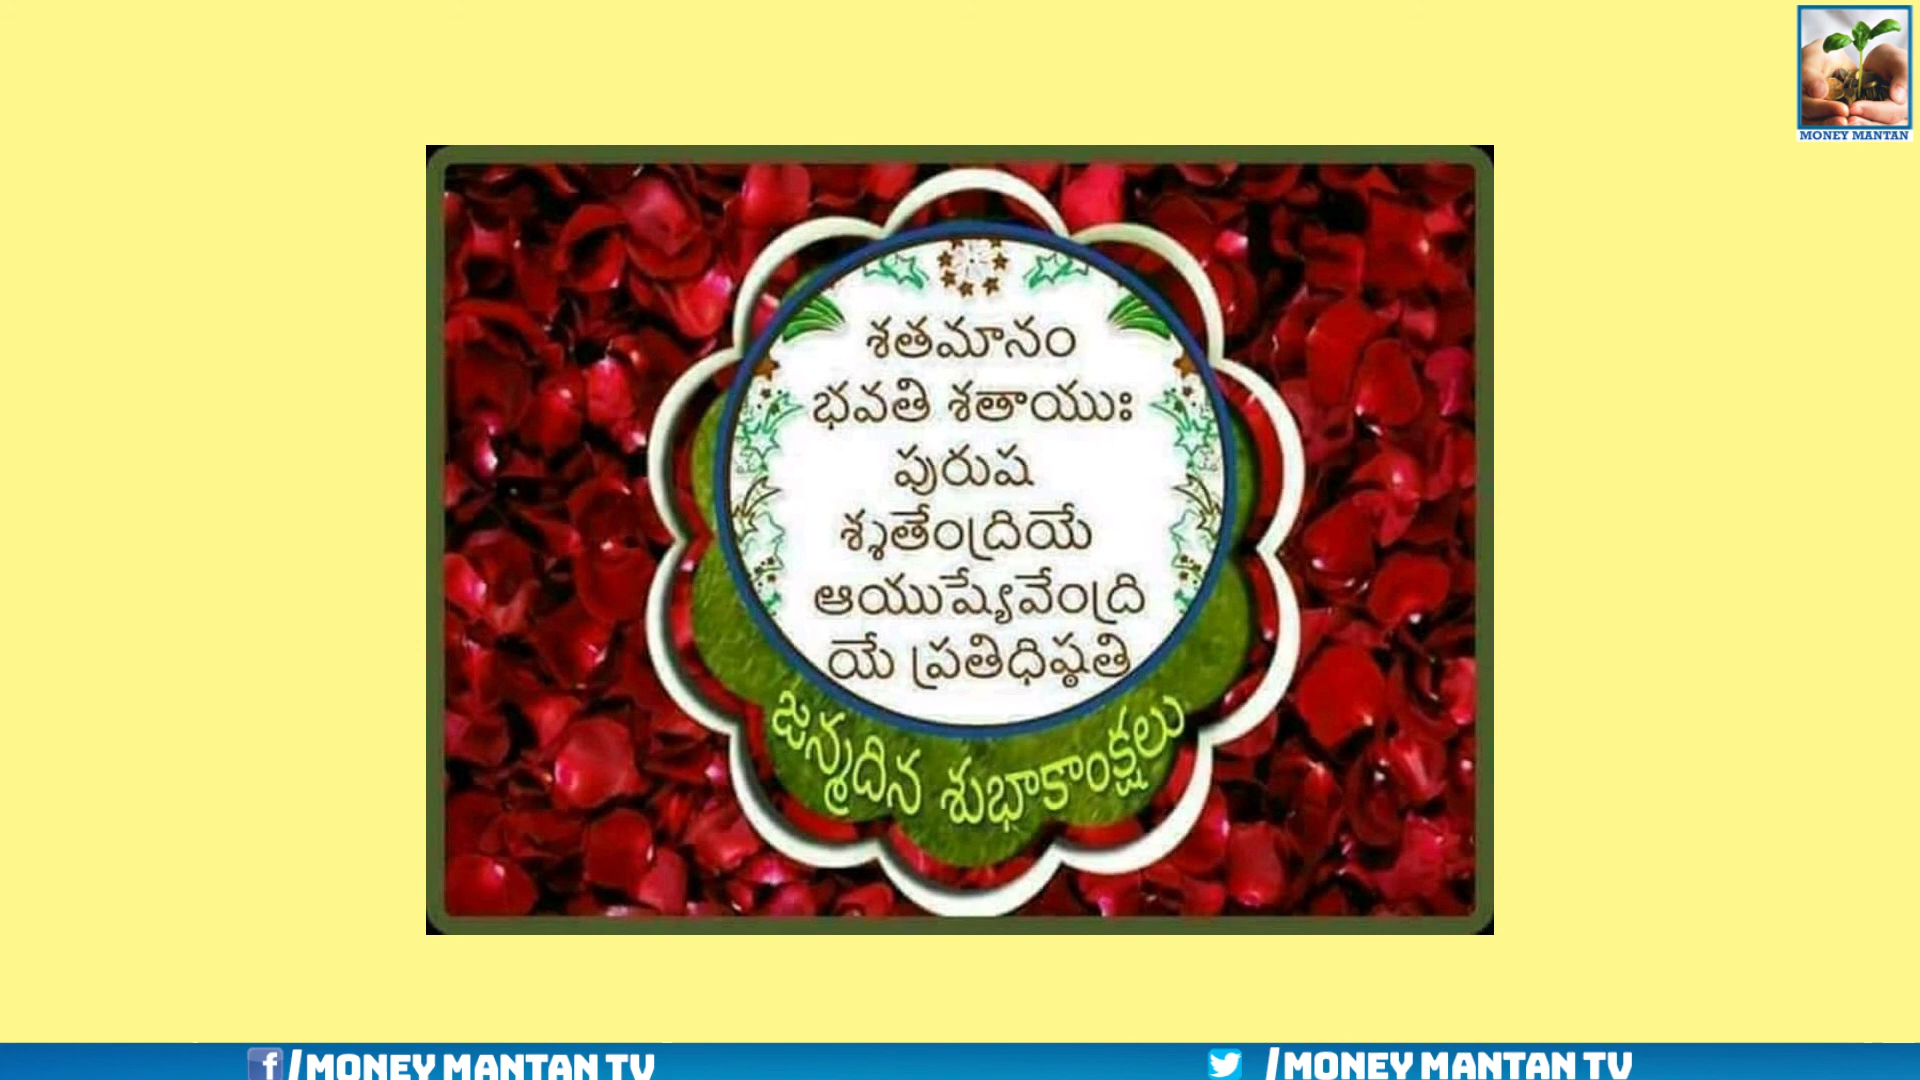 MONEY MANTAN
శతమానం
భవతి శతాయుః
పురుష
శ్శతేంద్రియే
ఆయుష్యేవేంద్రి
యే ప్రతిధిష్ఠతి
జన్మదిన శుభాకాంక్షలు
/MONEY MANTAN TV
/MONEY MANTAN TV